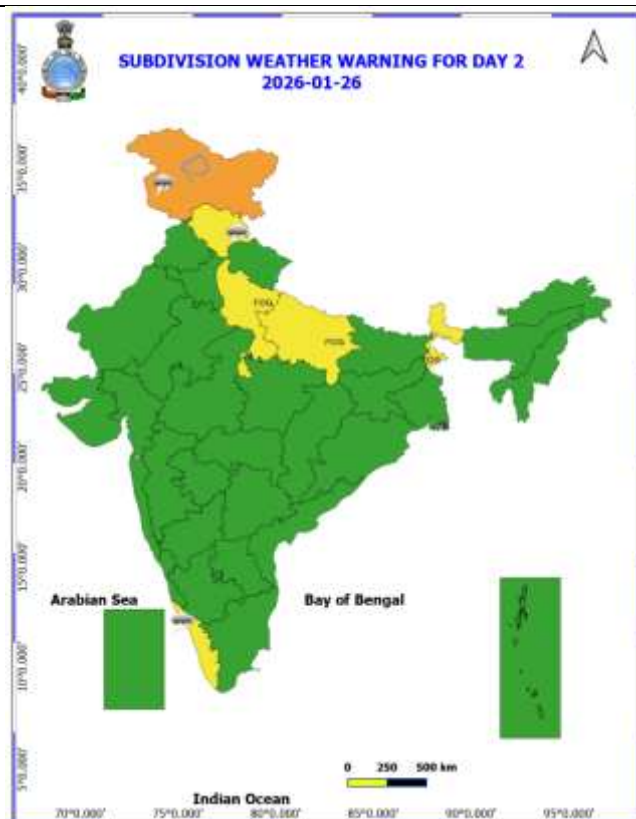 SUBDIVISION WEATHER WARNING FOR DAY 2
2026-01-26
40°0.000'
35°0.000'
30°0.000'
FOG
FOG
25°0.000'
20°0.000'
15°0.000'
Arabian Sea
Bay of Bengal
10°0.000'
0 250 500 km
5°0.000'
Indian Ocean
70°0.000' 75°0.000' 80°0.000' 85°0.000' 90°0.000' 95°0.000'